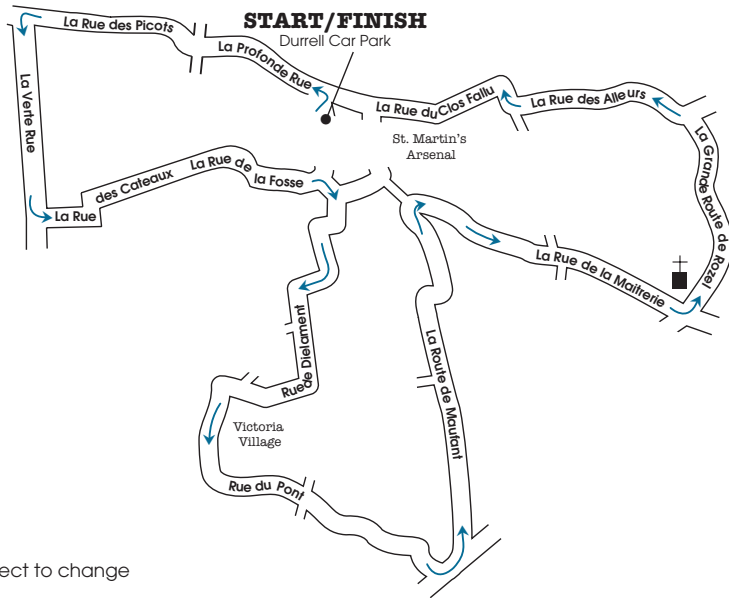 START/FINISH
Durrell Car Park
La Rue des Picots
La Profonde Rue
La Rue du Clos Fallu
La Rue des Alleurs
La Verte Rue
St. Martin's
Arsenal
La Grande Route de Rozel
La Rue
des Cateaux
La Rue de
la Fosse
La Rue de la Maitrerie
Rue de Dielament
La Route de Maufant
Victoria
Village
Rue du Pont
ect to change